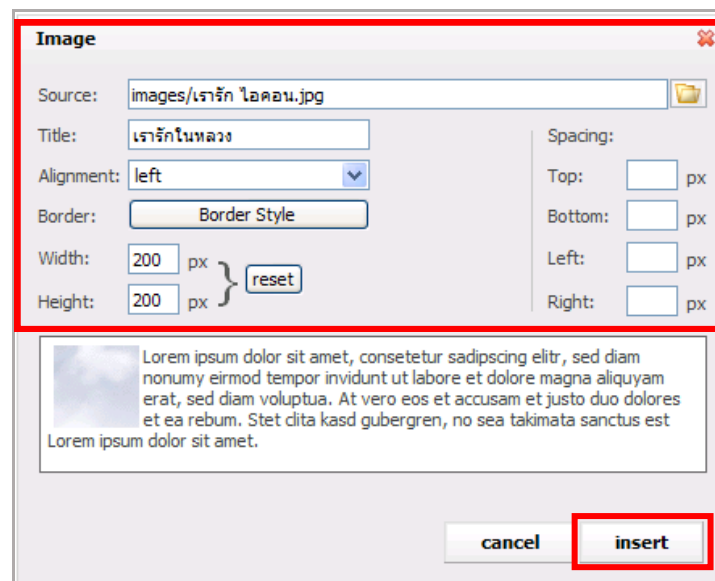 Image
Source: images/เรารัก ไอคอน.jpg
Title: เรารักในหลวง
Spacing:
Alignment: left
Top: px
Border: Border Style
Bottom: px
Width: 200 px
Left: px
reset
Height: 200 px
Right: px
Lorem ipsum dolor sit amet, consetetur sadipscing elitr, sed diam
nonumy eirmod tempor invidunt ut labore et dolore magna aliquyam
erat, sed diam voluptua. At vero eos et accusam et justo duo dolores
et ea rebum. Stet clita kasd gubergren, no sea takimata sanctus est
Lorem ipsum dolor sit amet.
cancel insert